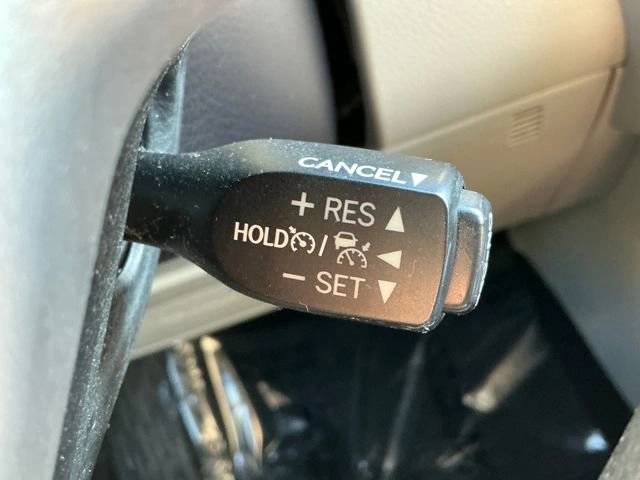 CANCEL▼
+ RES ▲
HOLD / ◀
− SET ▼